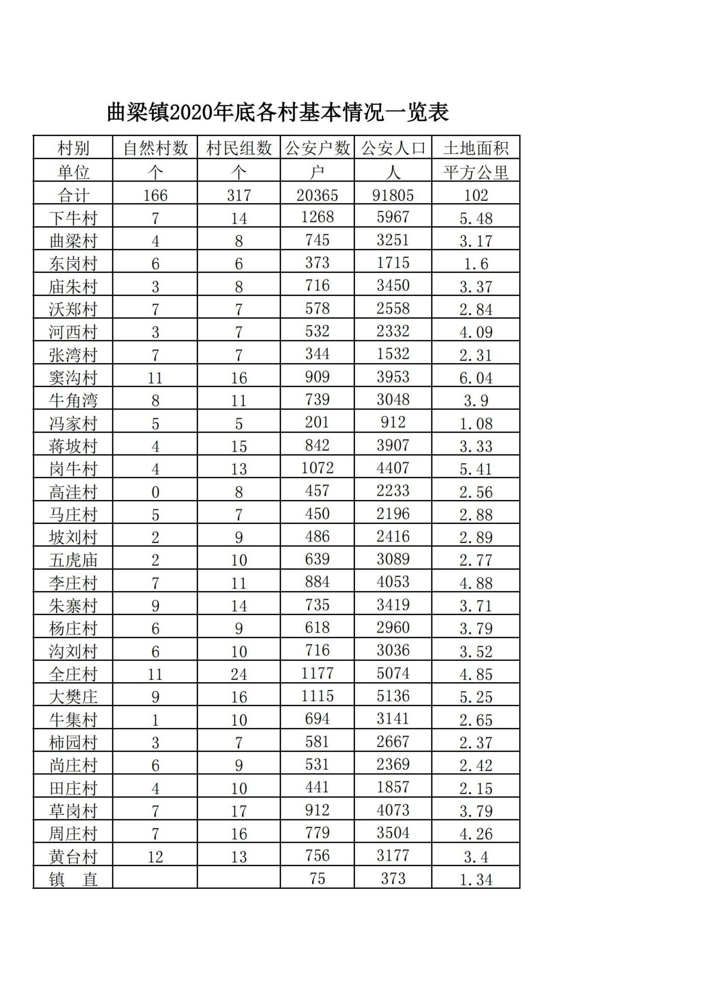 曲梁镇2020年底各村基本情况一览表
村别 自然村数 村民组数 公安户数 公安人口 土地面积
单位 个 个 户 人 平方公里
合计 166 317 20365 91805 102
下牛村 7 14 1268 5967 5.48
曲梁村 4 8 745 3251 3.17
东岗村 6 6 373 1715 1.6
庙朱村 3 8 716 3450 3.37
沃郑村 7 7 578 2558 2.84
河西村 3 7 532 2332 4.09
张湾村 7 7 344 1532 2.31
窦沟村 11 16 909 3953 6.04
牛角湾 8 11 739 3048 3.9
冯家村 5 5 201 912 1.08
蒋坡村 4 15 842 3907 3.33
岗牛村 4 13 1072 4407 5.41
高洼村 0 8 457 2233 2.56
马庄村 5 7 450 2196 2.88
坡刘村 2 9 486 2416 2.89
五虎庙 2 10 639 3089 2.77
李庄村 7 11 884 4053 4.88
朱寨村 9 14 735 3419 3.71
杨庄村 6 9 618 2960 3.79
沟刘村 6 10 716 3036 3.52
全庄村 11 24 1177 5074 4.85
大樊庄 9 16 1115 5136 5.25
牛集村 1 10 694 3141 2.65
柿园村 3 7 581 2667 2.37
尚庄村 6 9 531 2369 2.42
田庄村 4 10 441 1857 2.15
草岗村 7 17 912 4073 3.79
周庄村 7 16 779 3504 4.26
黄台村 12 13 756 3177 3.4
镇 直 75 373 1.34